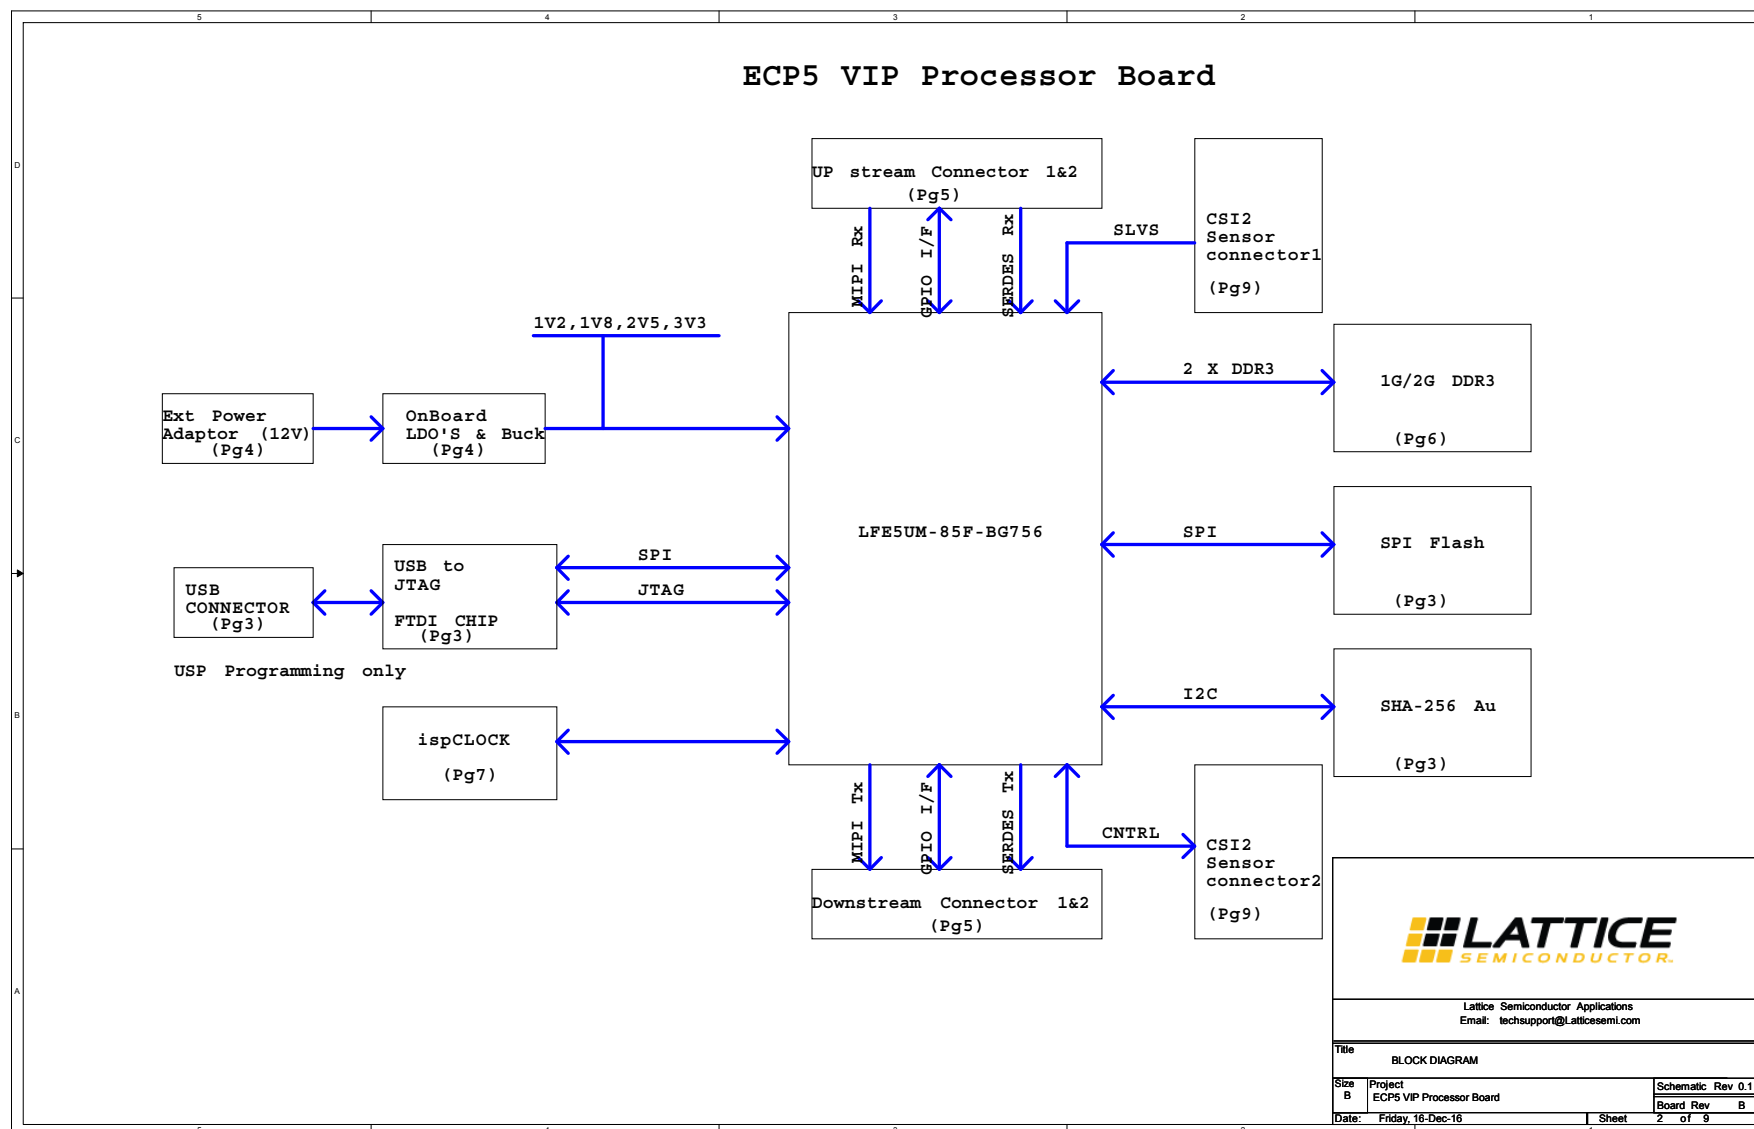 5 4 3 2 1
ECP5 VIP Processor Board
D
UP stream Connector 1&2
(Pg5)
MIPI Rx
GPIO I/F
SERDES Rx
SLVS
CSI2
Sensor
connector1
(Pg9)
1V2,1V8,2V5,3V3
2 X DDR3
1G/2G DDR3
(Pg6)
C
Ext Power
Adaptor (12V)
(Pg4)
OnBoard
LDO'S & Buck
(Pg4)
LFE5UM-85F-BG756
SPI
SPI Flash
(Pg3)
USB
CONNECTOR
(Pg3)
USB to
JTAG
FTDI CHIP
(Pg3)
SPI
JTAG
USP Programming only
I2C
SHA-256 Au
(Pg3)
B
ispCLOCK
(Pg7)
MIPI Tx
GPIO I/F
SERDES Tx
CNTRL
CSI2
Sensor
connector2
(Pg9)
Downstream Connector 1&2
(Pg5)
A
LATTICE
SEMICONDUCTOR™
Lattice Semiconductor Applications
Email: techsupport@Latticesemi.com
Title
BLOCK DIAGRAM
Size
B
Project
ECP5 VIP Processor Board
Schematic Rev 0.1
Board Rev B
Date: Friday, 16-Dec-16
Sheet 2 of 9